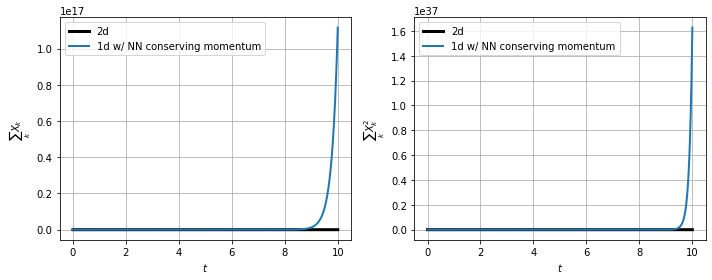 1e17
2d
1d w/ NN conserving momentum
1.0
0.8
0.6
0.4
0.2
0.0
∑ₖ Xₖ
0 2 4 6 8 10
t
1e37
2d
1d w/ NN conserving momentum
1.6
1.4
1.2
1.0
0.8
0.6
0.4
0.2
0.0
∑ₖ Xₖ²
0 2 4 6 8 10
t